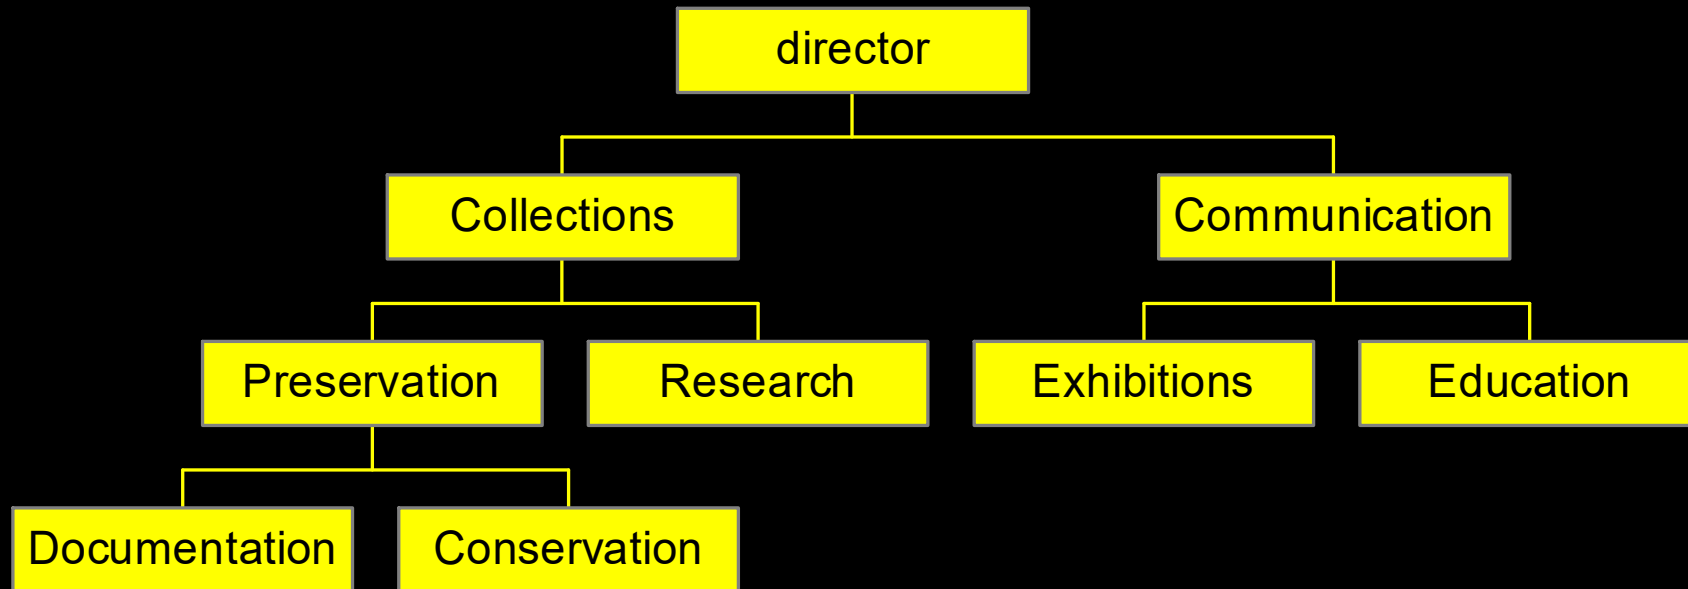 director
Collections
Communication
Preservation
Research
Exhibitions
Education
Documentation
Conservation